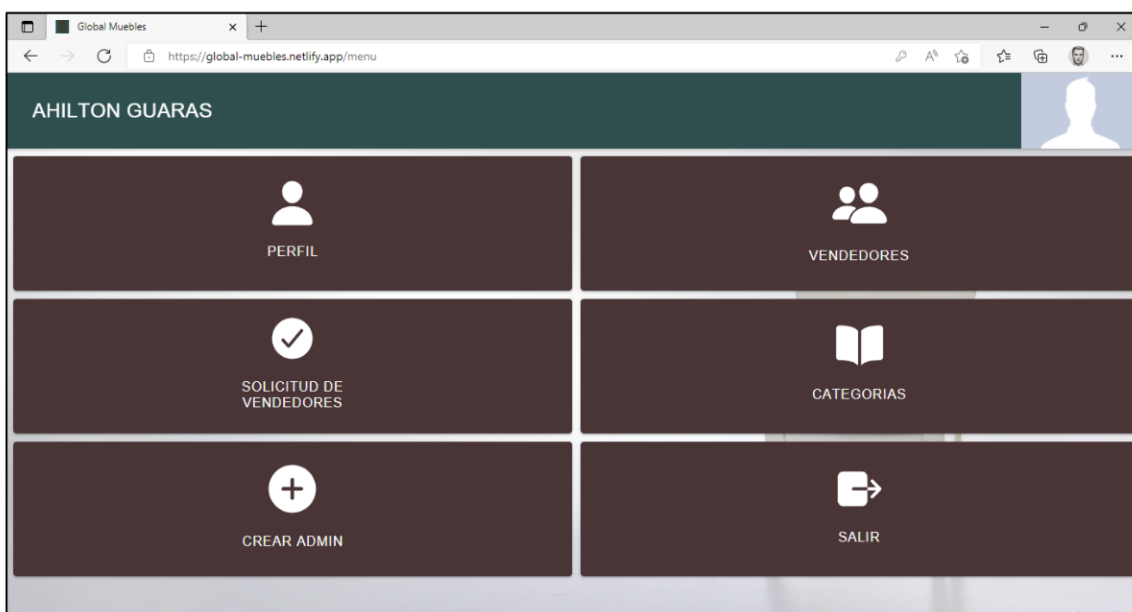 Global Muebles
https://global-muebles.netlify.app/menu
AHILTON GUARAS
PERFIL
VENDEDORES
SOLICITUD DE
VENDEDORES
CATEGORIAS
CREAR ADMIN
SALIR